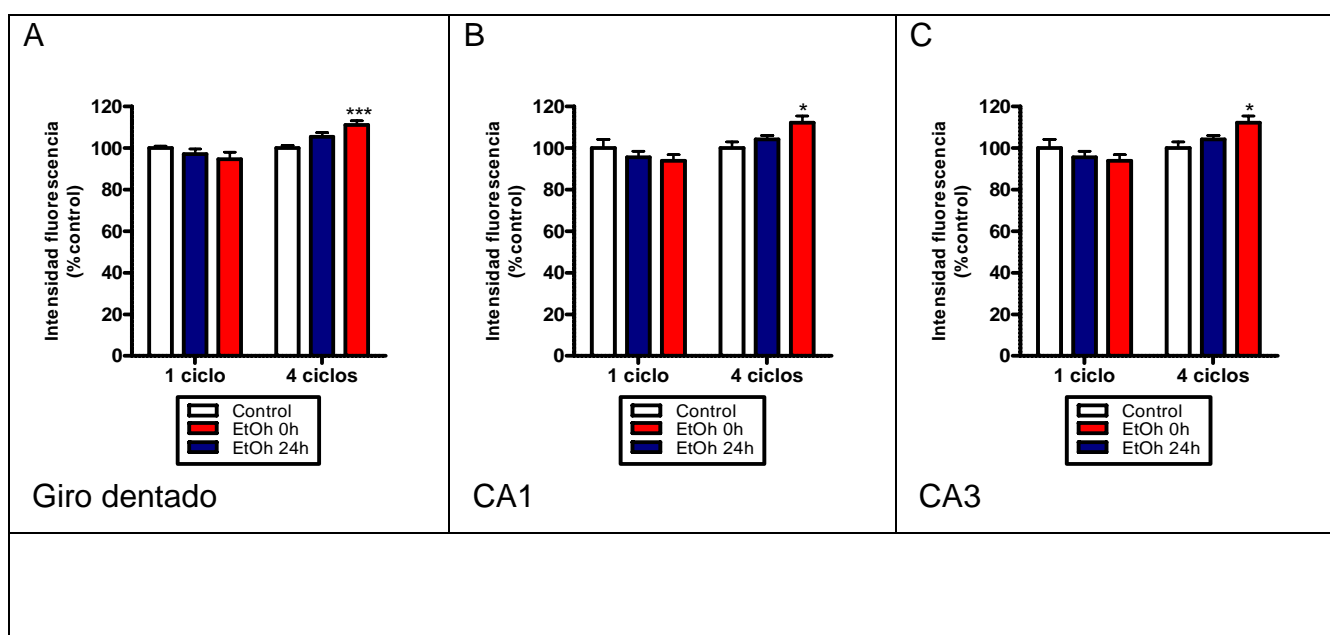 A
Intensidad fluorescencia
(%control)
120
100
80
60
40
20
0
***
1 ciclo 4 ciclos
Control
EtOh 0h
EtOh 24h
Giro dentado
B
Intensidad fluorescencia
(%control)
120
100
80
60
40
20
0
*
1 ciclo 4 ciclos
Control
EtOh 0h
EtOh 24h
CA1
C
Intensidad fluorescencia
(%control)
120
100
80
60
40
20
0
*
1 ciclo 4 ciclos
Control
EtOh 0h
EtOh 24h
CA3